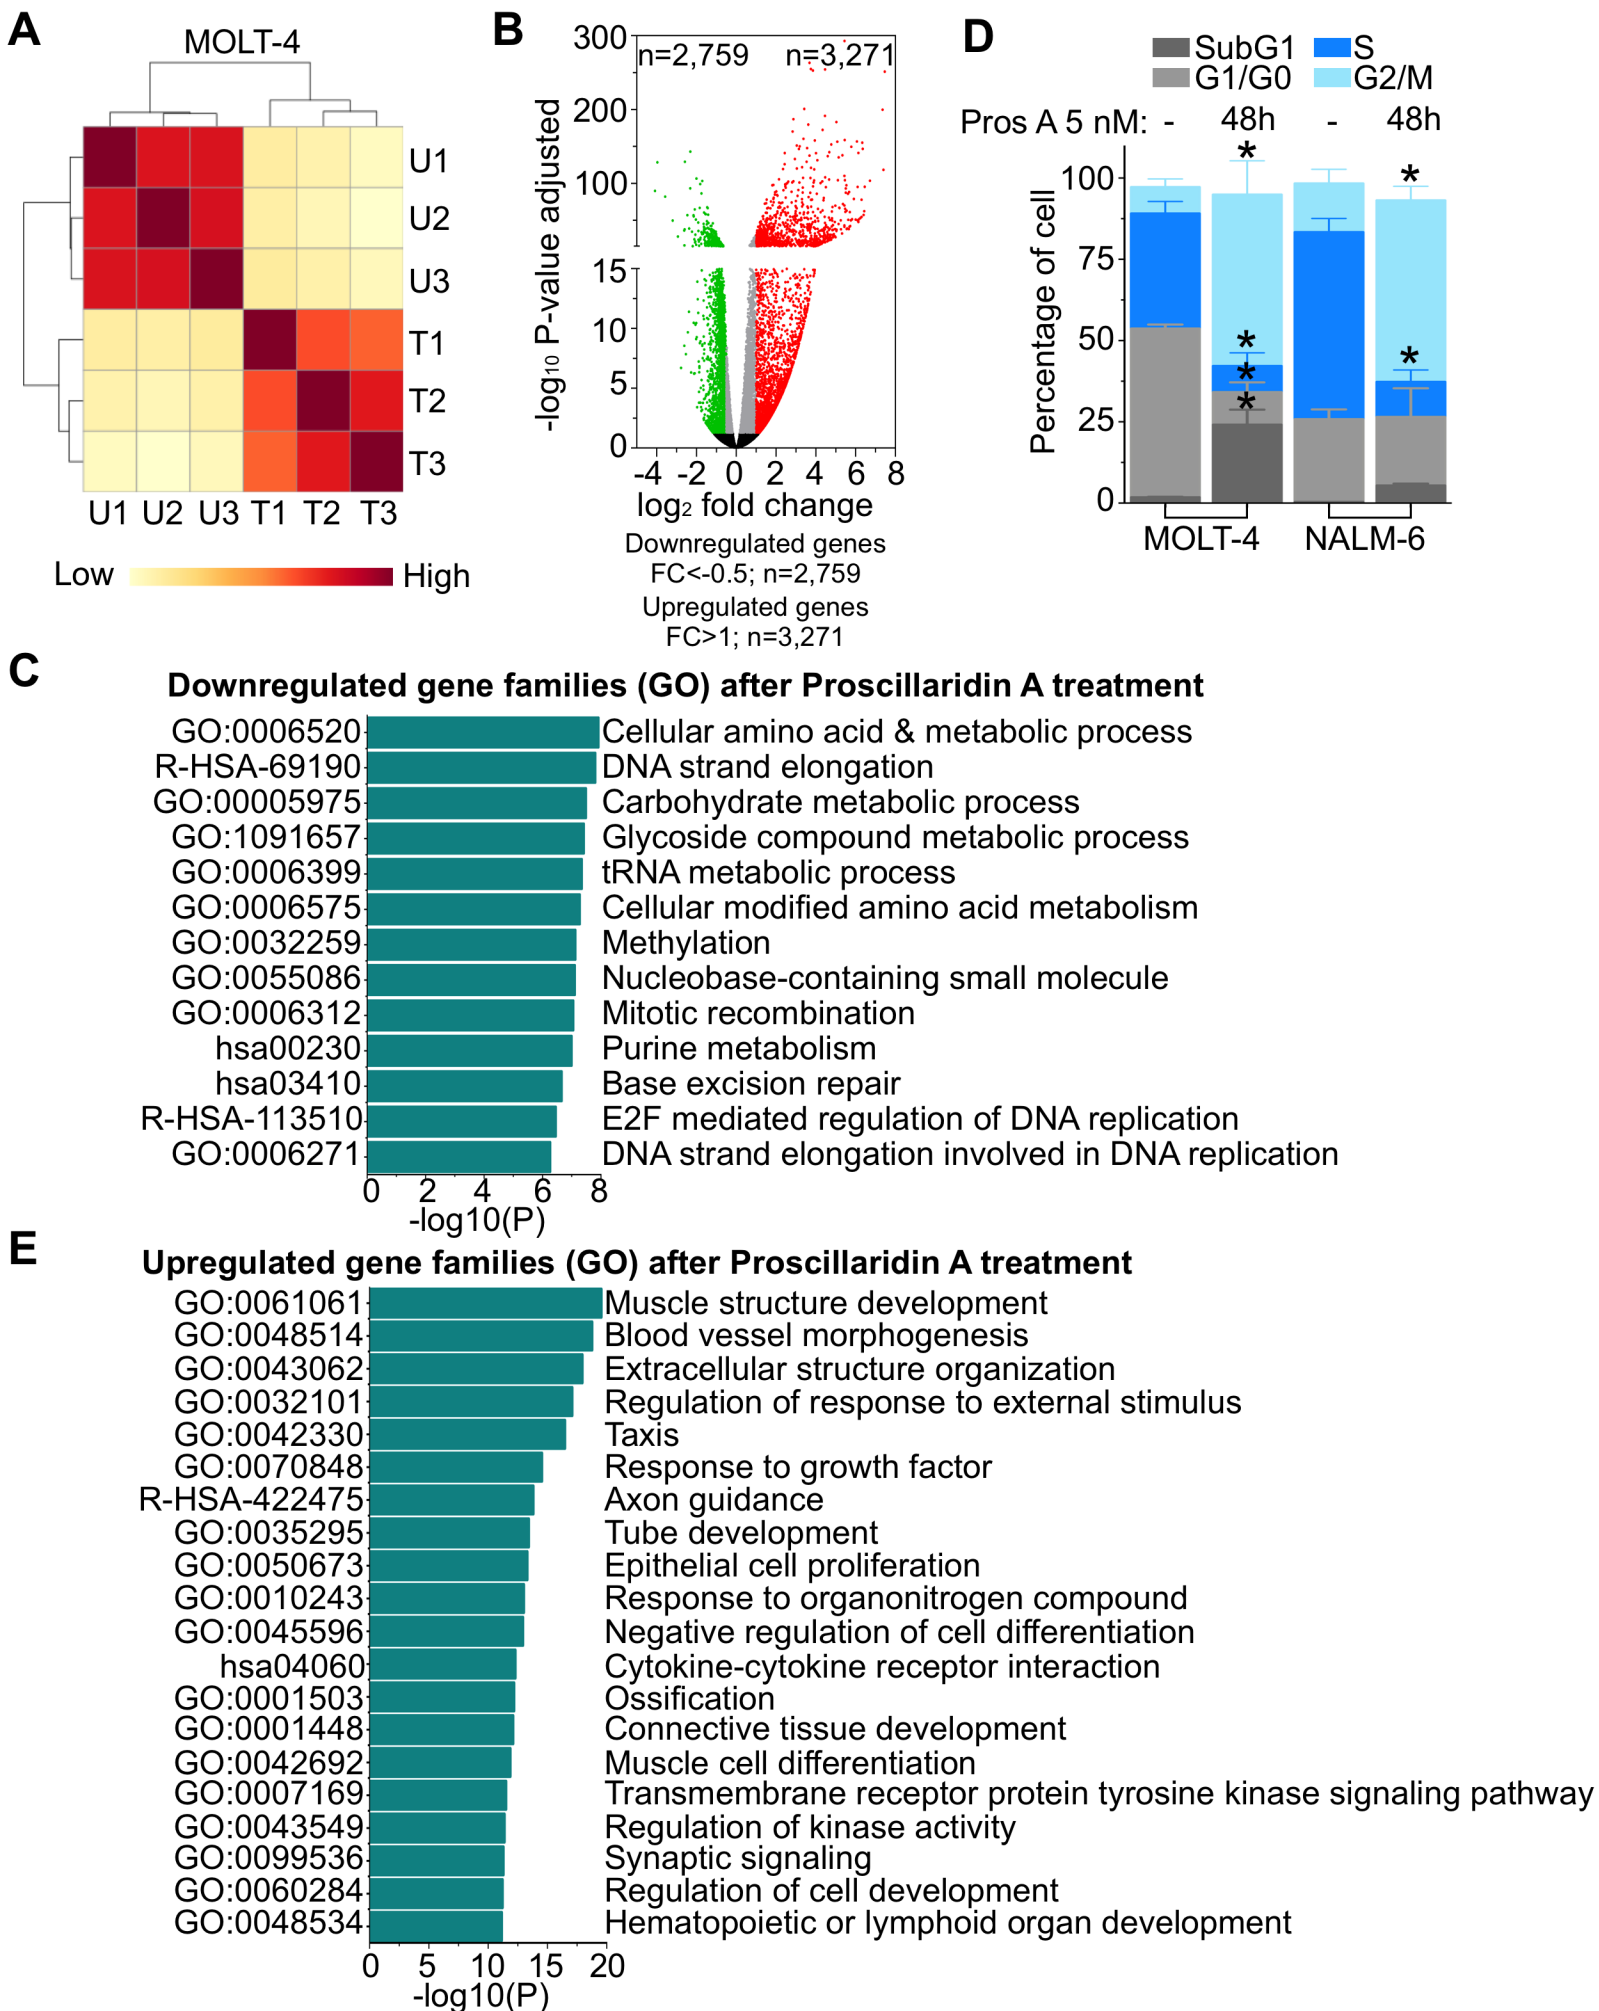 A
MOLT-4
U1
U2
U3
T1
T2
T3
U1 U2 U3 T1 T2 T3
Low High
B
n=2,759 n=3,271
300
200
100
15
10
5
0
-log10 P-value adjusted
-4 -2 0 2 4 6 8
log2 fold change
Downregulated genes
FC<-0.5; n=2,759
Upregulated genes
FC>1; n=3,271
D
SubG1 S
G1/G0 G2/M
Pros A 5 nM: - 48h - 48h
* *
* *
*
*
100
75
50
25
0
Percentage of cell
MOLT-4 NALM-6
C
Downregulated gene families (GO) after Proscillaridin A treatment
GO:0006520 Cellular amino acid & metabolic process
R-HSA-69190 DNA strand elongation
GO:00005975 Carbohydrate metabolic process
GO:1091657 Glycoside compound metabolic process
GO:0006399 tRNA metabolic process
GO:0006575 Cellular modified amino acid metabolism
GO:0032259 Methylation
GO:0055086 Nucleobase-containing small molecule
GO:0006312 Mitotic recombination
hsa00230 Purine metabolism
hsa03410 Base excision repair
R-HSA-113510 E2F mediated regulation of DNA replication
GO:0006271 DNA strand elongation involved in DNA replication
0 2 4 6 8
-log10(P)
E
Upregulated gene families (GO) after Proscillaridin A treatment
GO:0061061 Muscle structure development
GO:0048514 Blood vessel morphogenesis
GO:0043062 Extracellular structure organization
GO:0032101 Regulation of response to external stimulus
GO:0042330 Taxis
GO:0070848 Response to growth factor
R-HSA-422475 Axon guidance
GO:0035295 Tube development
GO:0050673 Epithelial cell proliferation
GO:0010243 Response to organonitrogen compound
GO:0045596 Negative regulation of cell differentiation
hsa04060 Cytokine-cytokine receptor interaction
GO:0001503 Ossification
GO:0001448 Connective tissue development
GO:0042692 Muscle cell differentiation
GO:0007169 Transmembrane receptor protein tyrosine kinase signaling pathway
GO:0043549 Regulation of kinase activity
GO:0099536 Synaptic signaling
GO:0060284 Regulation of cell development
GO:0048534 Hematopoietic or lymphoid organ development
0 5 10 15 20
-log10(P)